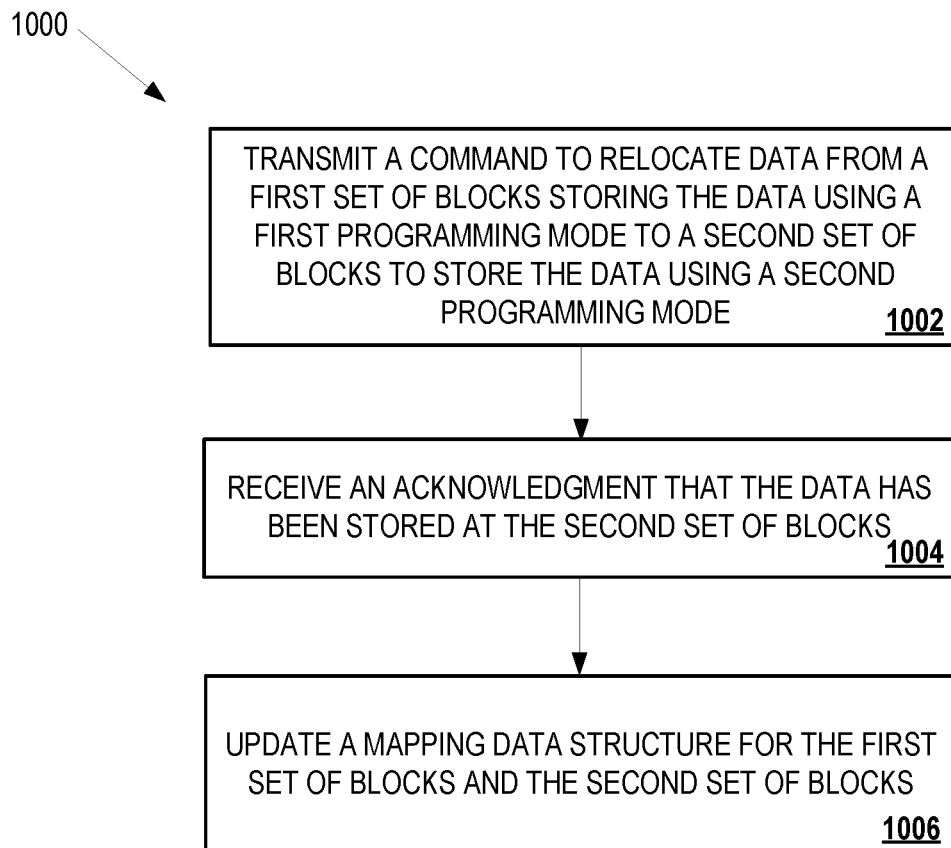 1000
TRANSMIT A COMMAND TO RELOCATE DATA FROM A
FIRST SET OF BLOCKS STORING THE DATA USING A
FIRST PROGRAMMING MODE TO A SECOND SET OF
BLOCKS TO STORE THE DATA USING A SECOND
PROGRAMMING MODE
1002
RECEIVE AN ACKNOWLEDGMENT THAT THE DATA HAS
BEEN STORED AT THE SECOND SET OF BLOCKS
1004
UPDATE A MAPPING DATA STRUCTURE FOR THE FIRST
SET OF BLOCKS AND THE SECOND SET OF BLOCKS
1006